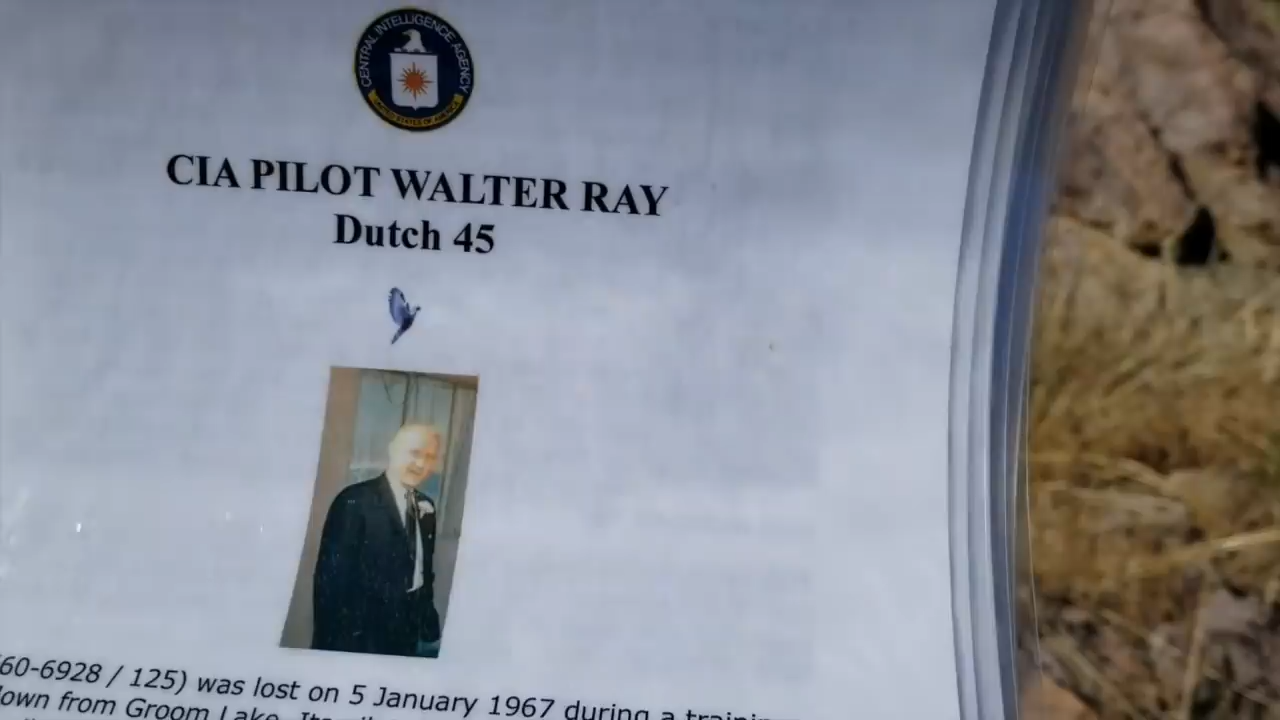 CENTRAL INTELLIGENCE AGENCY
UNITED STATES OF AMERICA
CIA PILOT WALTER RAY
Dutch 45
60-6928 / 125) was lost on 5 January 1967 during a
from Groom Lake.